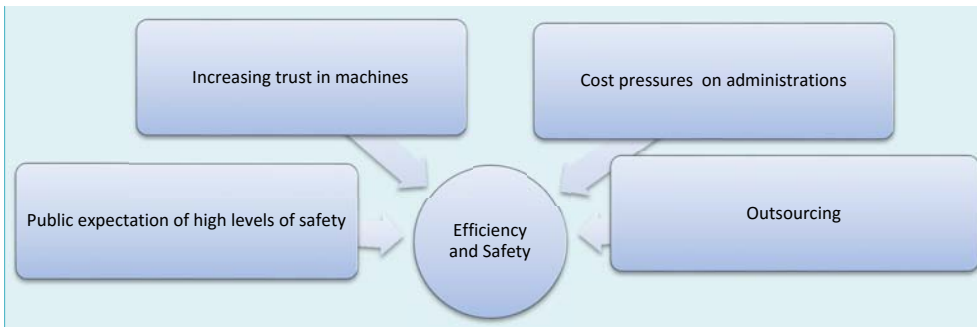 Increasing trust in machines
Cost pressures on administrations
Public expectation of high levels of safety
Efficiency
and Safety
Outsourcing